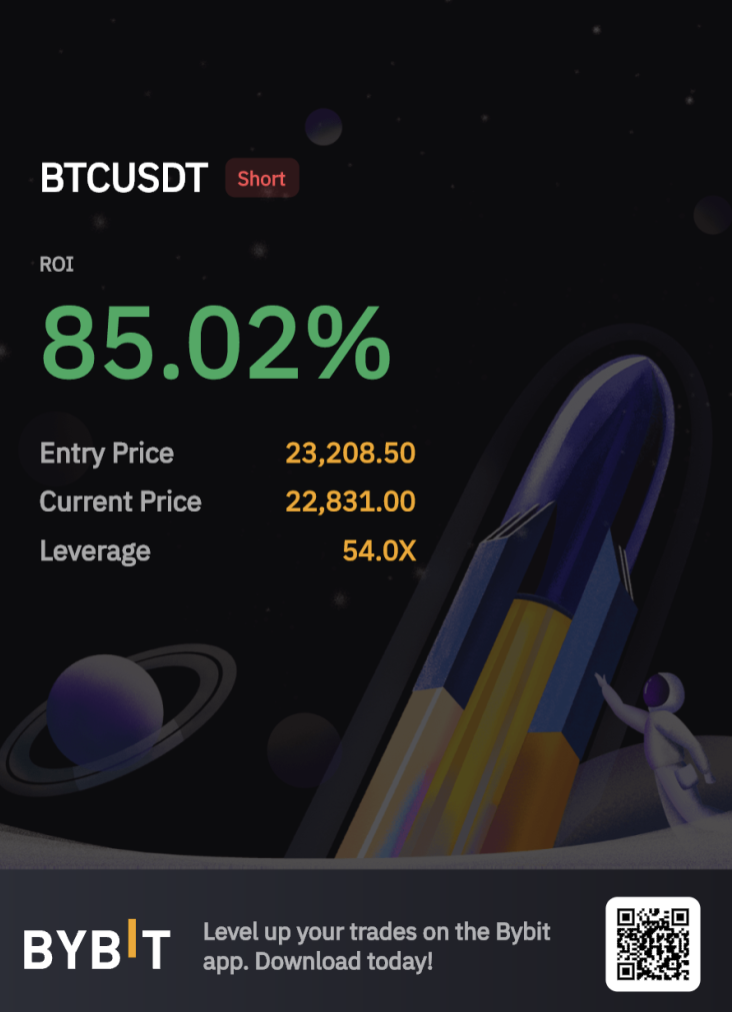 BTCUSDT Short
ROI
85.02%
Entry Price 23,208.50
Current Price 22,831.00
Leverage 54.0X
BYBIT
Level up your trades on the Bybit
app. Download today!